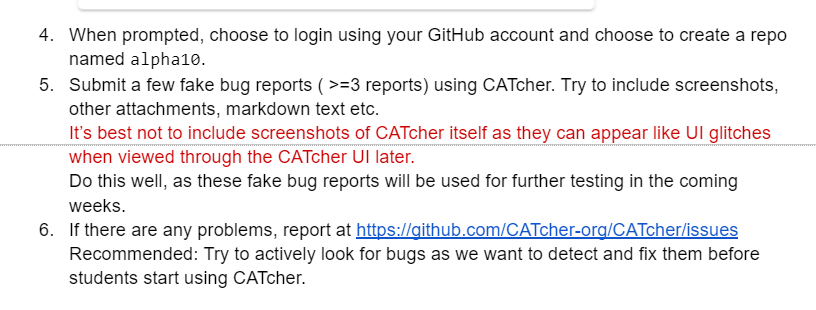 4. When prompted, choose to login using your GitHub account and choose to create a repo
named alpha10.
5. Submit a few fake bug reports ( >=3 reports) using CATcher. Try to include screenshots,
other attachments, markdown text etc.
It's best not to include screenshots of CATcher itself as they can appear like UI glitches
when viewed through the CATcher UI later.
Do this well, as these fake bug reports will be used for further testing in the coming
weeks.
6. If there are any problems, report at https://github.com/CATcher-org/CATcher/issues
Recommended: Try to actively look for bugs as we want to detect and fix them before
students start using CATcher.